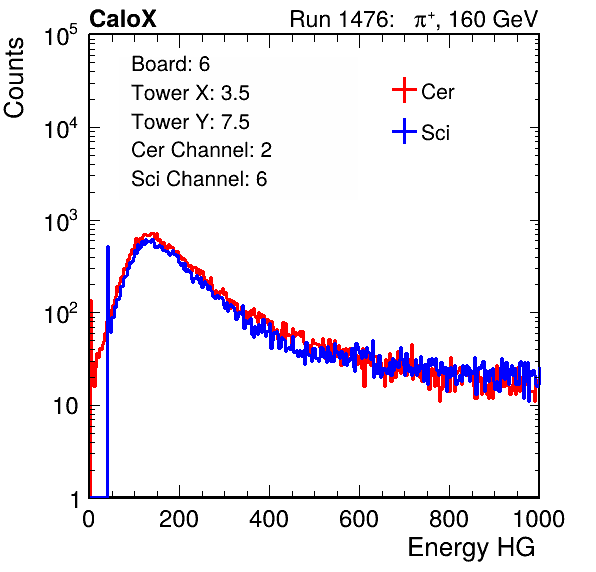 CaloX Run 1476: π⁺, 160 GeV
Counts
10⁵
10⁴
10³
10²
10
1
Board: 6
Tower X: 3.5
Tower Y: 7.5
Cer Channel: 2
Sci Channel: 6
Cer
Sci
0 200 400 600 800 1000
Energy HG